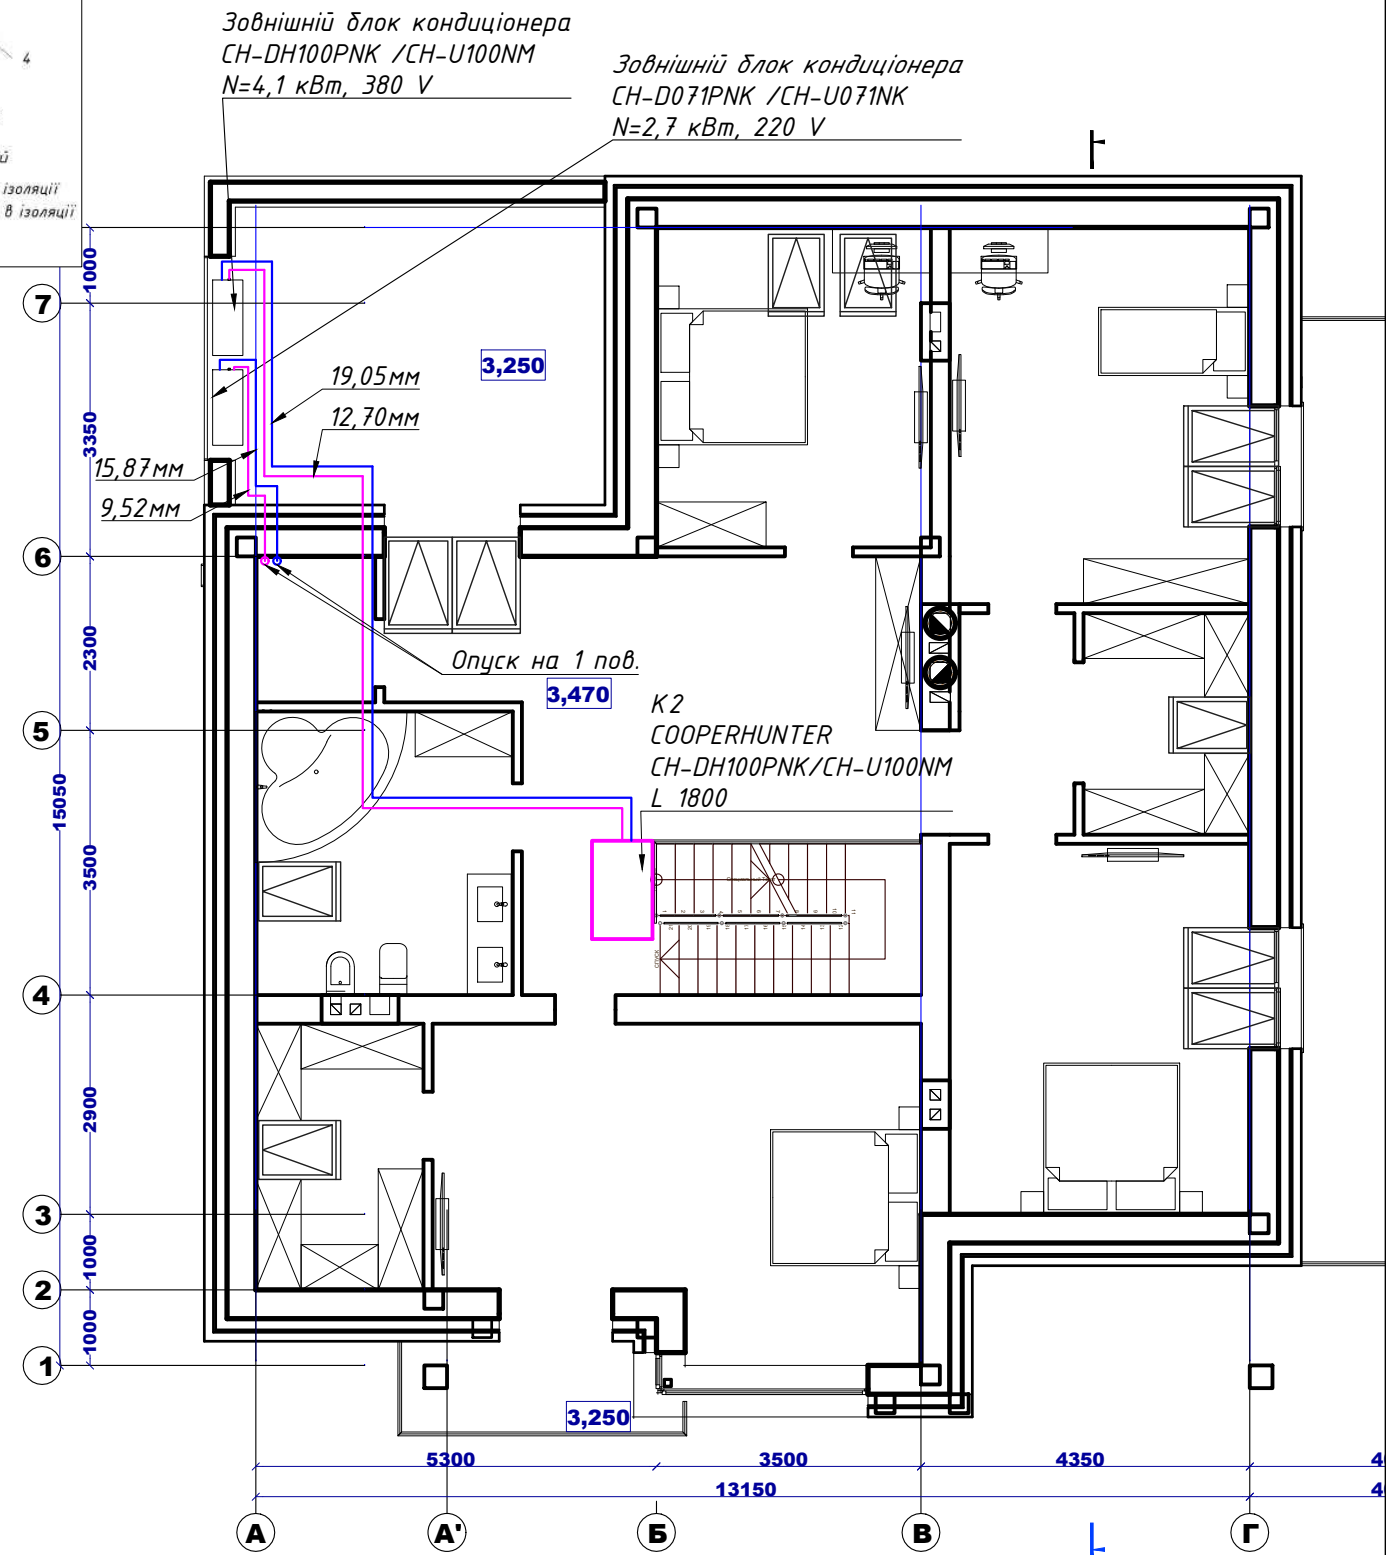 Зовнішній блок кондиціонера
CH-DH100PNK /CH-U100NM
N=4,1 кВт, 380 V
Зовнішній блок кондиціонера
CH-D071PNK /CH-U071NK
N=2,7 кВт, 220 V
4
ізоляції
в ізоляції
1000
7
3,250
19,05мм
12,70мм
3350
15,87мм
9,52мм
6
2300
Опуск на 1 пов.
3,470
К2
COOPERHUNTER
CH-DH100PNK/CH-U100NM
L 1800
5
15050
3500
ОПУСК
4
2900
3
1000
2
1000
1
3,250
5300
3500
4350
13150
А
А'
Б
В
Г